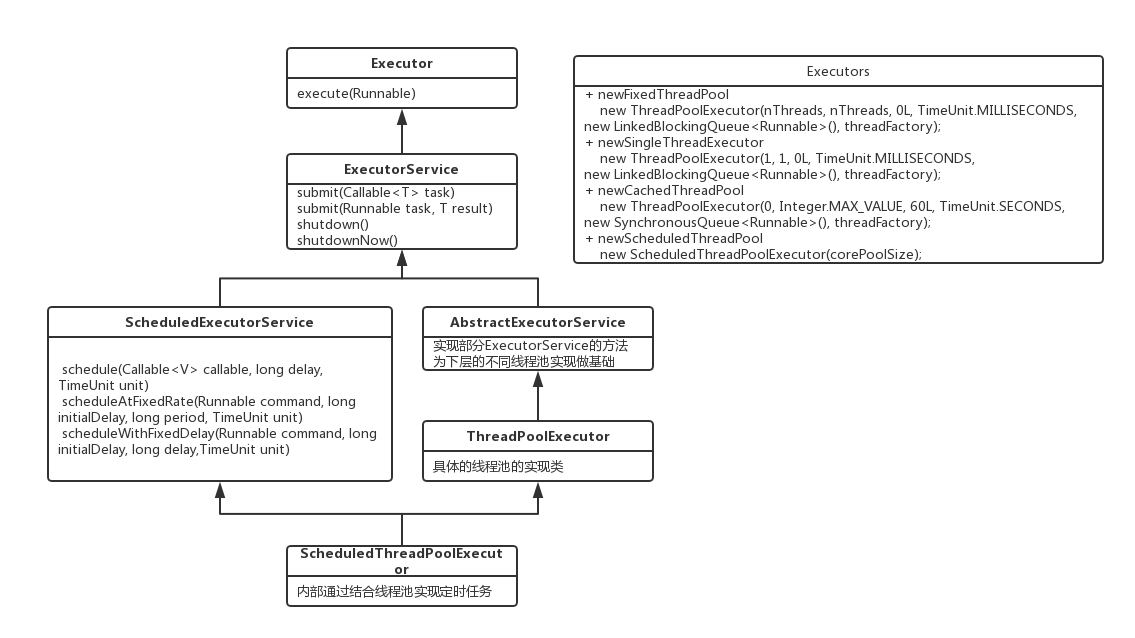 Executor
execute(Runnable)
ExecutorService
submit(Callable<T> task)
submit(Runnable task, T result)
shutdown()
shutdownNow()
Executors
+ newFixedThreadPool
new ThreadPoolExecutor(nThreads, nThreads, 0L, TimeUnit.MILLISECONDS,
new LinkedBlockingQueue<Runnable>(), threadFactory);
+ newSingleThreadExecutor
new ThreadPoolExecutor(1, 1, 0L, TimeUnit.MILLISECONDS,
new LinkedBlockingQueue<Runnable>(), threadFactory);
+ newCachedThreadPool
new ThreadPoolExecutor(0, Integer.MAX_VALUE, 60L, TimeUnit.SECONDS,
new SynchronousQueue<Runnable>(), threadFactory);
+ newScheduledThreadPool
new ScheduledThreadPoolExecutor(corePoolSize);
ScheduledExecutorService
schedule(Callable<V> callable, long delay,
TimeUnit unit)
scheduleAtFixedRate(Runnable command, long
initialDelay, long period, TimeUnit unit)
scheduleWithFixedDelay(Runnable command, long
initialDelay, long delay,TimeUnit unit)
AbstractExecutorService
实现部分ExecutorService的方法
为下层的不同线程池实现做基础
ThreadPoolExecutor
具体的线程池的实现类
ScheduledThreadPoolExecut
or
内部通过结合线程池实现定时任务